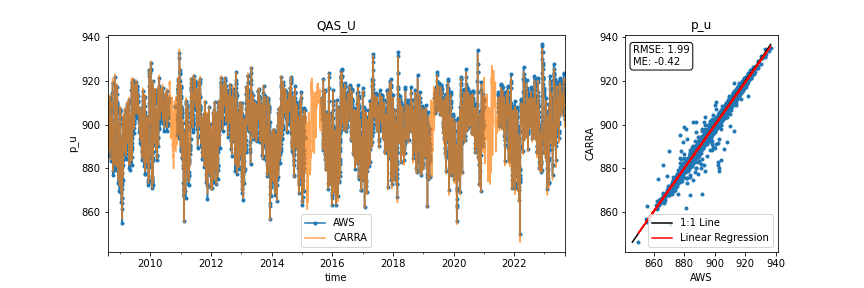 QAS_U
940
920
900
880
860
p_u
2010
2012
2014
2016
2018
2020
2022
time
AWS
CARRA
p_u
RMSE: 1.99
ME: -0.42
940
920
900
880
860
CARRA
1:1 Line
Linear Regression
860
880
900
920
940
AWS